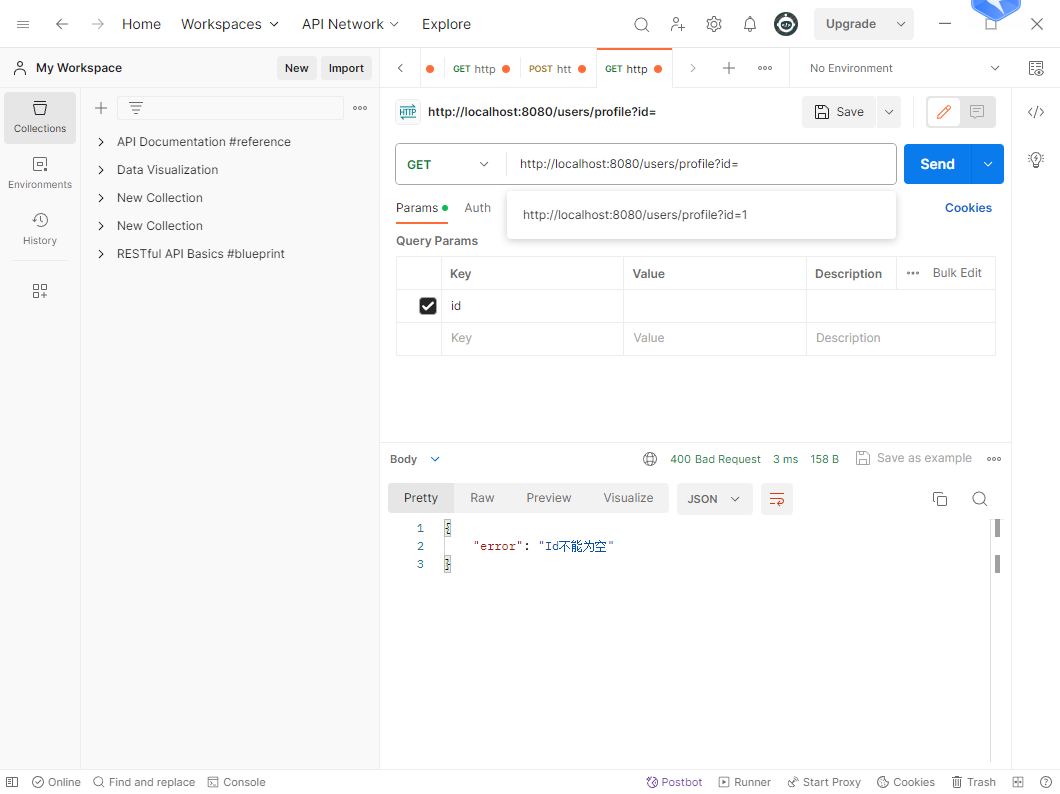 Home Workspaces API Network Explore Upgrade
My Workspace New Import GET http POST htt GET http No Environment
Collections
Environments
History
API Documentation #reference
Data Visualization
New Collection
New Collection
RESTful API Basics #blueprint
HTTP http://localhost:8080/users/profile?id= Save
GET http://localhost:8080/users/profile?id= Send
Params Auth Cookies
http://localhost:8080/users/profile?id=1
Query Params
Key Value Description Bulk Edit
id
Key Value Description
Body 400 Bad Request 3 ms 158 B Save as example
Pretty Raw Preview Visualize JSON
1 {
2 "error": "Id不能为空"
3 }
Online Find and replace Console Postbot Runner Start Proxy Cookies Trash